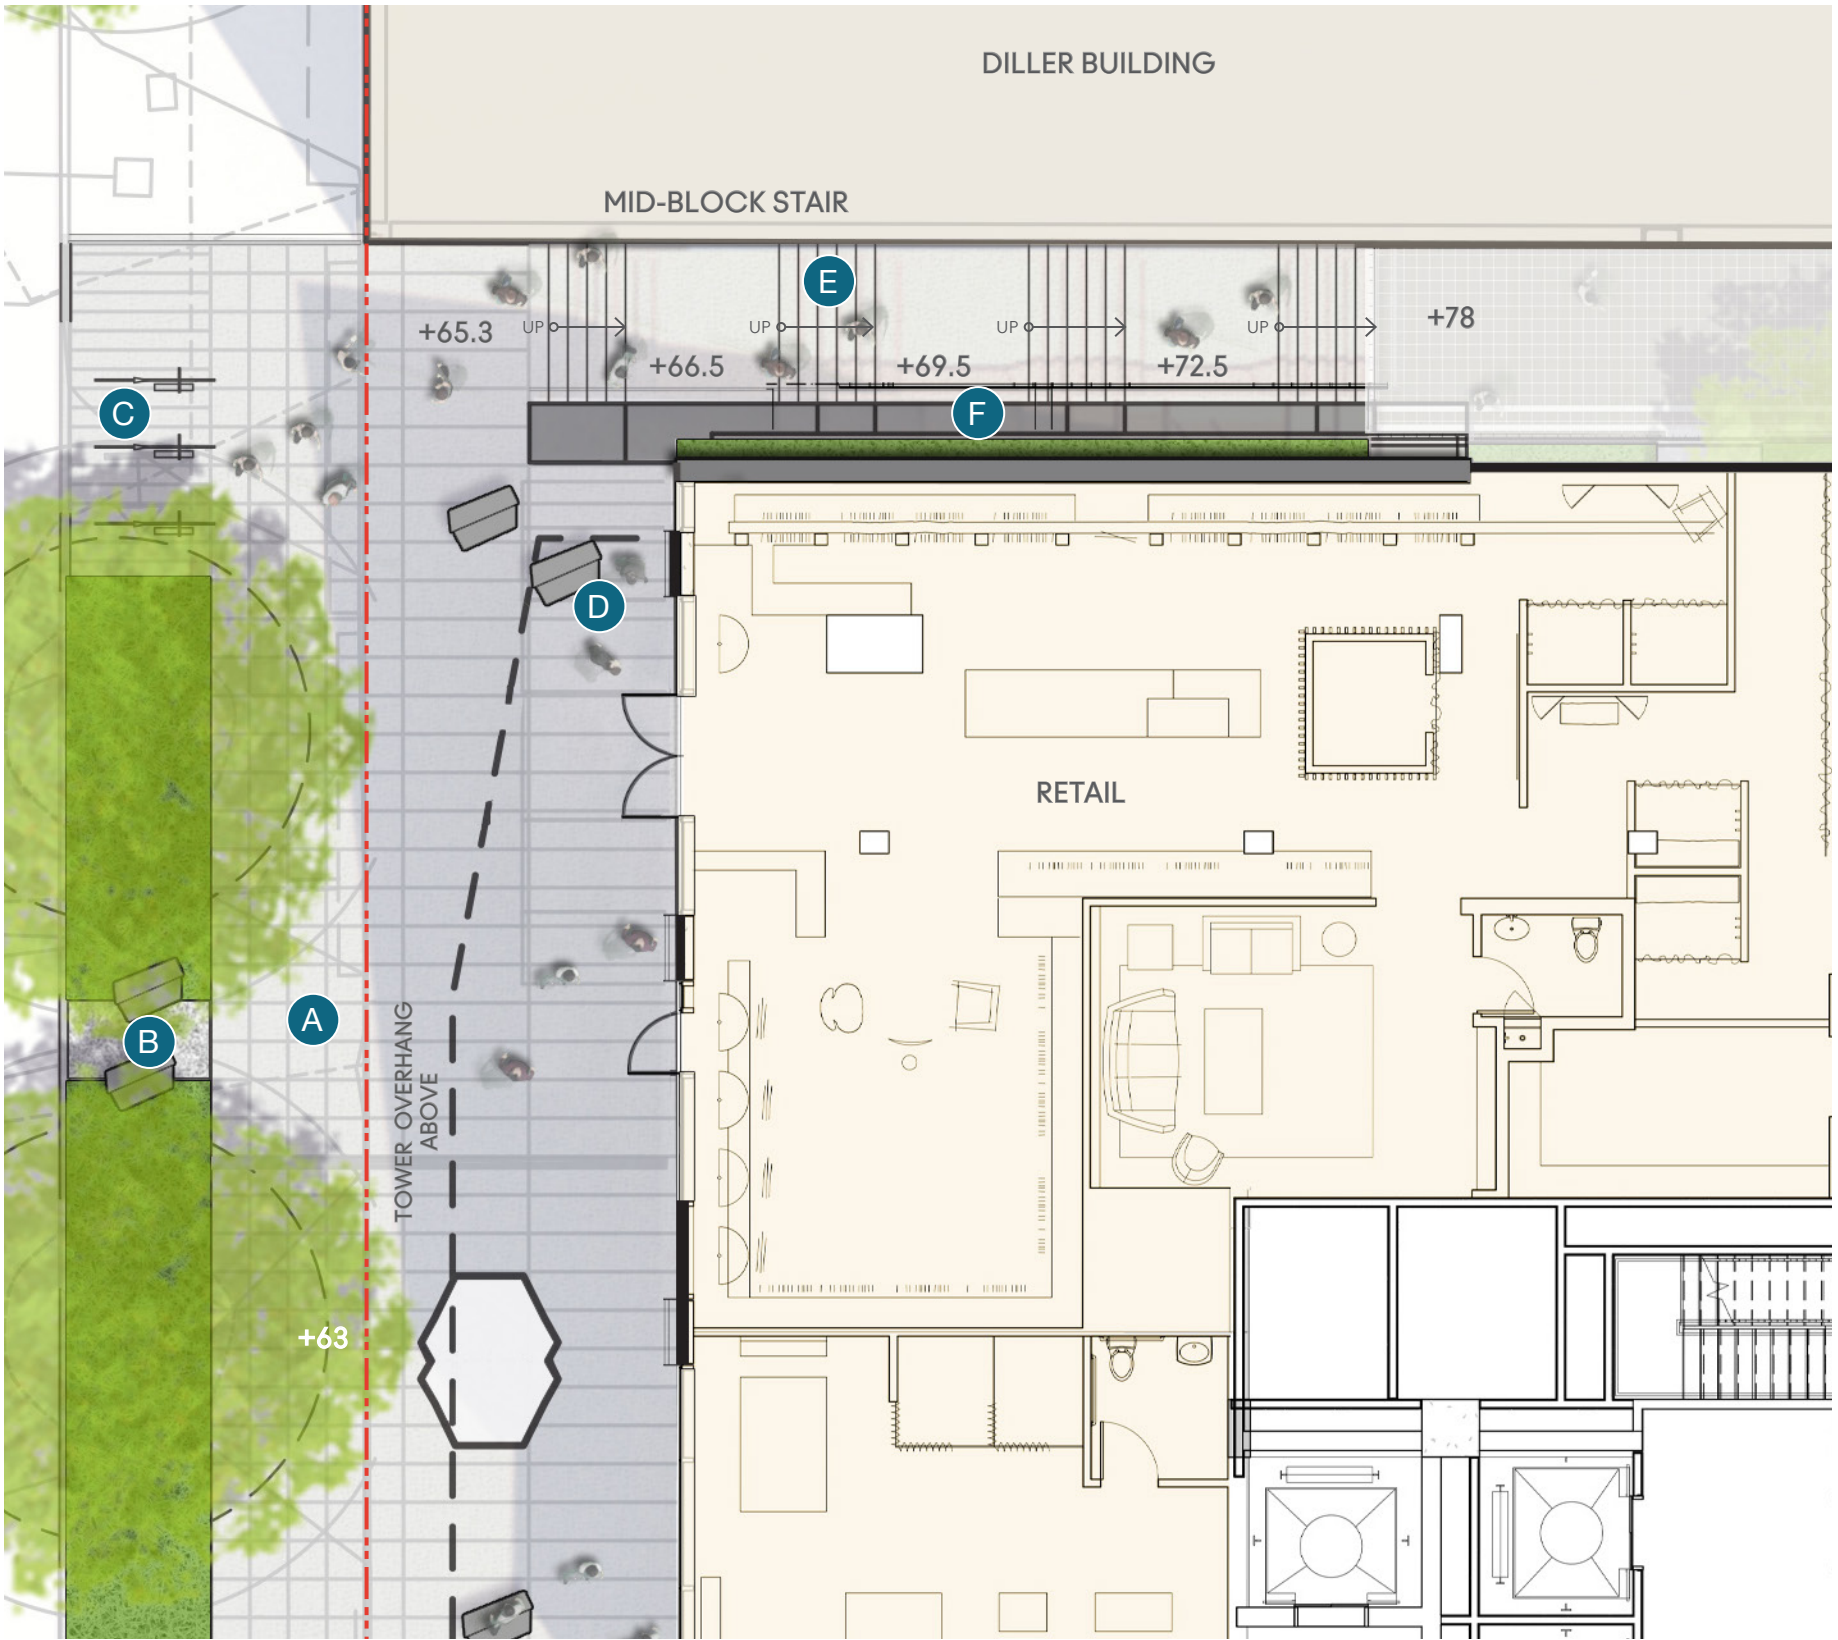 DILLER BUILDING
MID-BLOCK STAIR
E
+65.3
UP
UP
UP
UP
+78
+66.5
+69.5
+72.5
C
F
D
RETAIL
A
B
TOWER OVERHANG
ABOVE
+63